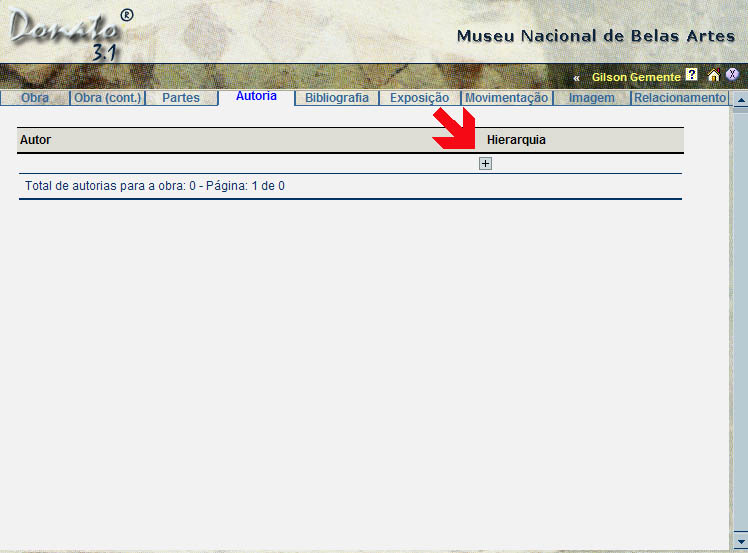 Donato ®
3.1
Museu Nacional de Belas Artes
« Gilson Gemente ? X
Obra Obra (cont.) Partes Autoria Bibliografia Exposição Movimentação Imagem Relacionamento
Autor Hierarquia
+
Total de autorias para a obra: 0 - Página: 1 de 0